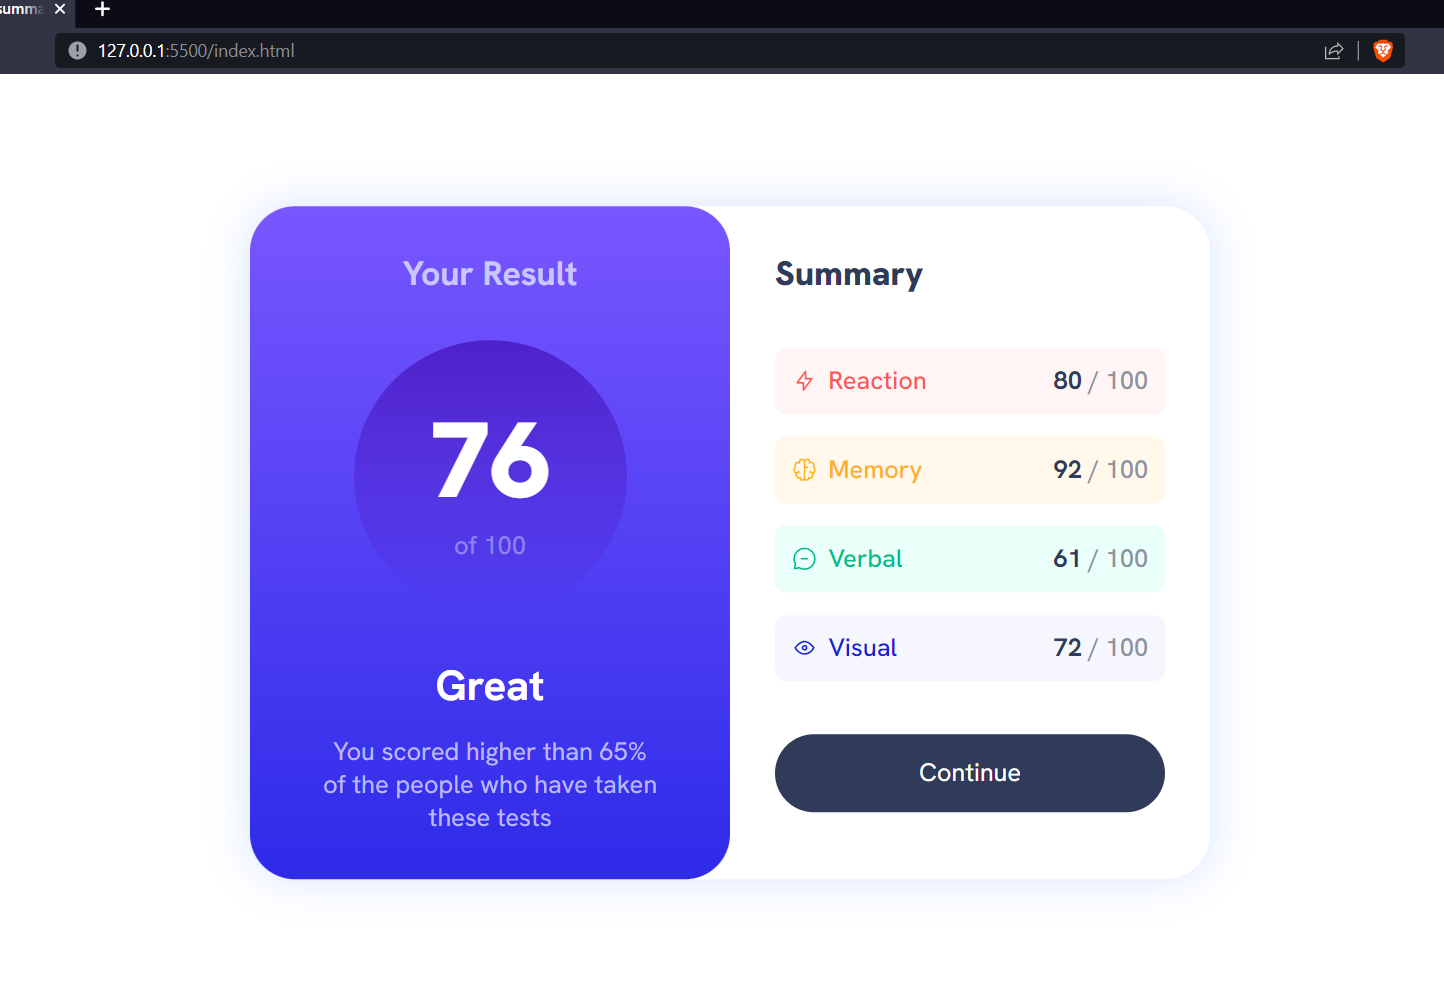 summa
127.0.0.1:5500/index.html
Your Result
76
of 100
Great
You scored higher than 65%
of the people who have taken
these tests
Summary
Reaction 80 / 100
Memory 92 / 100
Verbal 61 / 100
Visual 72 / 100
Continue